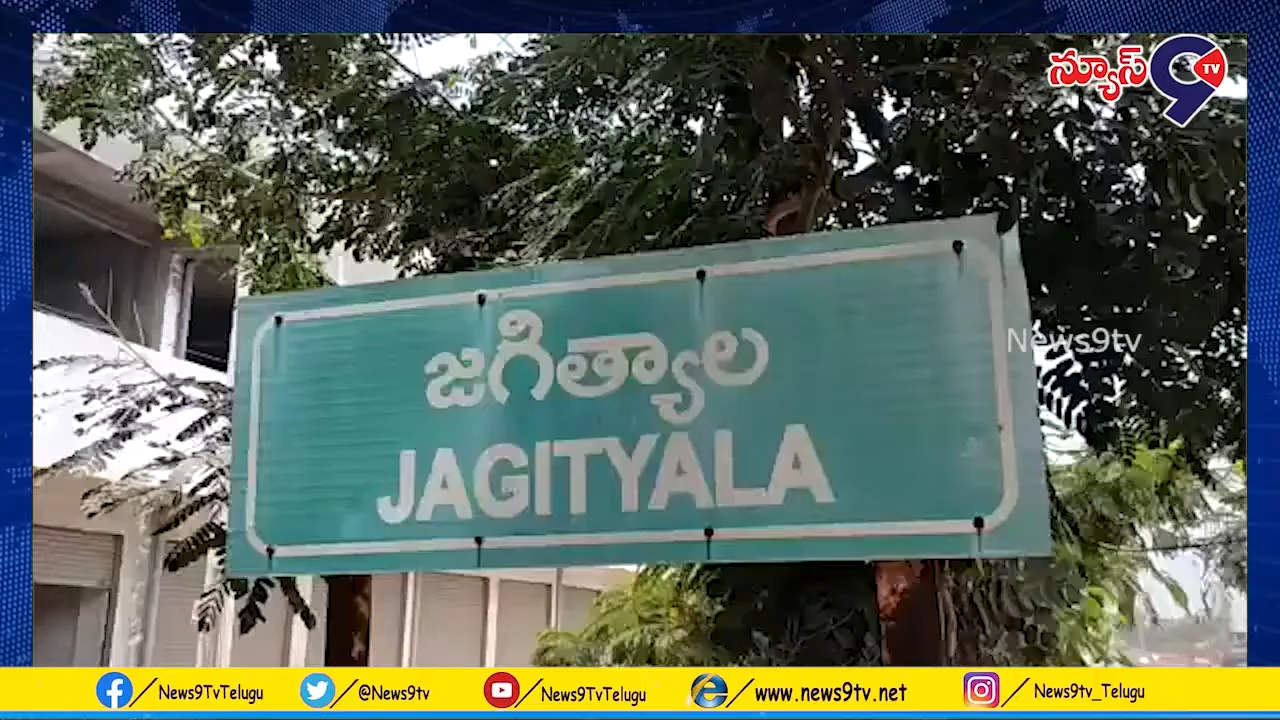 న్యూస్ 9 TV
జగిత్యాల
News9tv
JAGITYALA
/News9TvTelugu /@News9tv /News9TvTelugu /www.news9tv.net /News9tv_Telugu